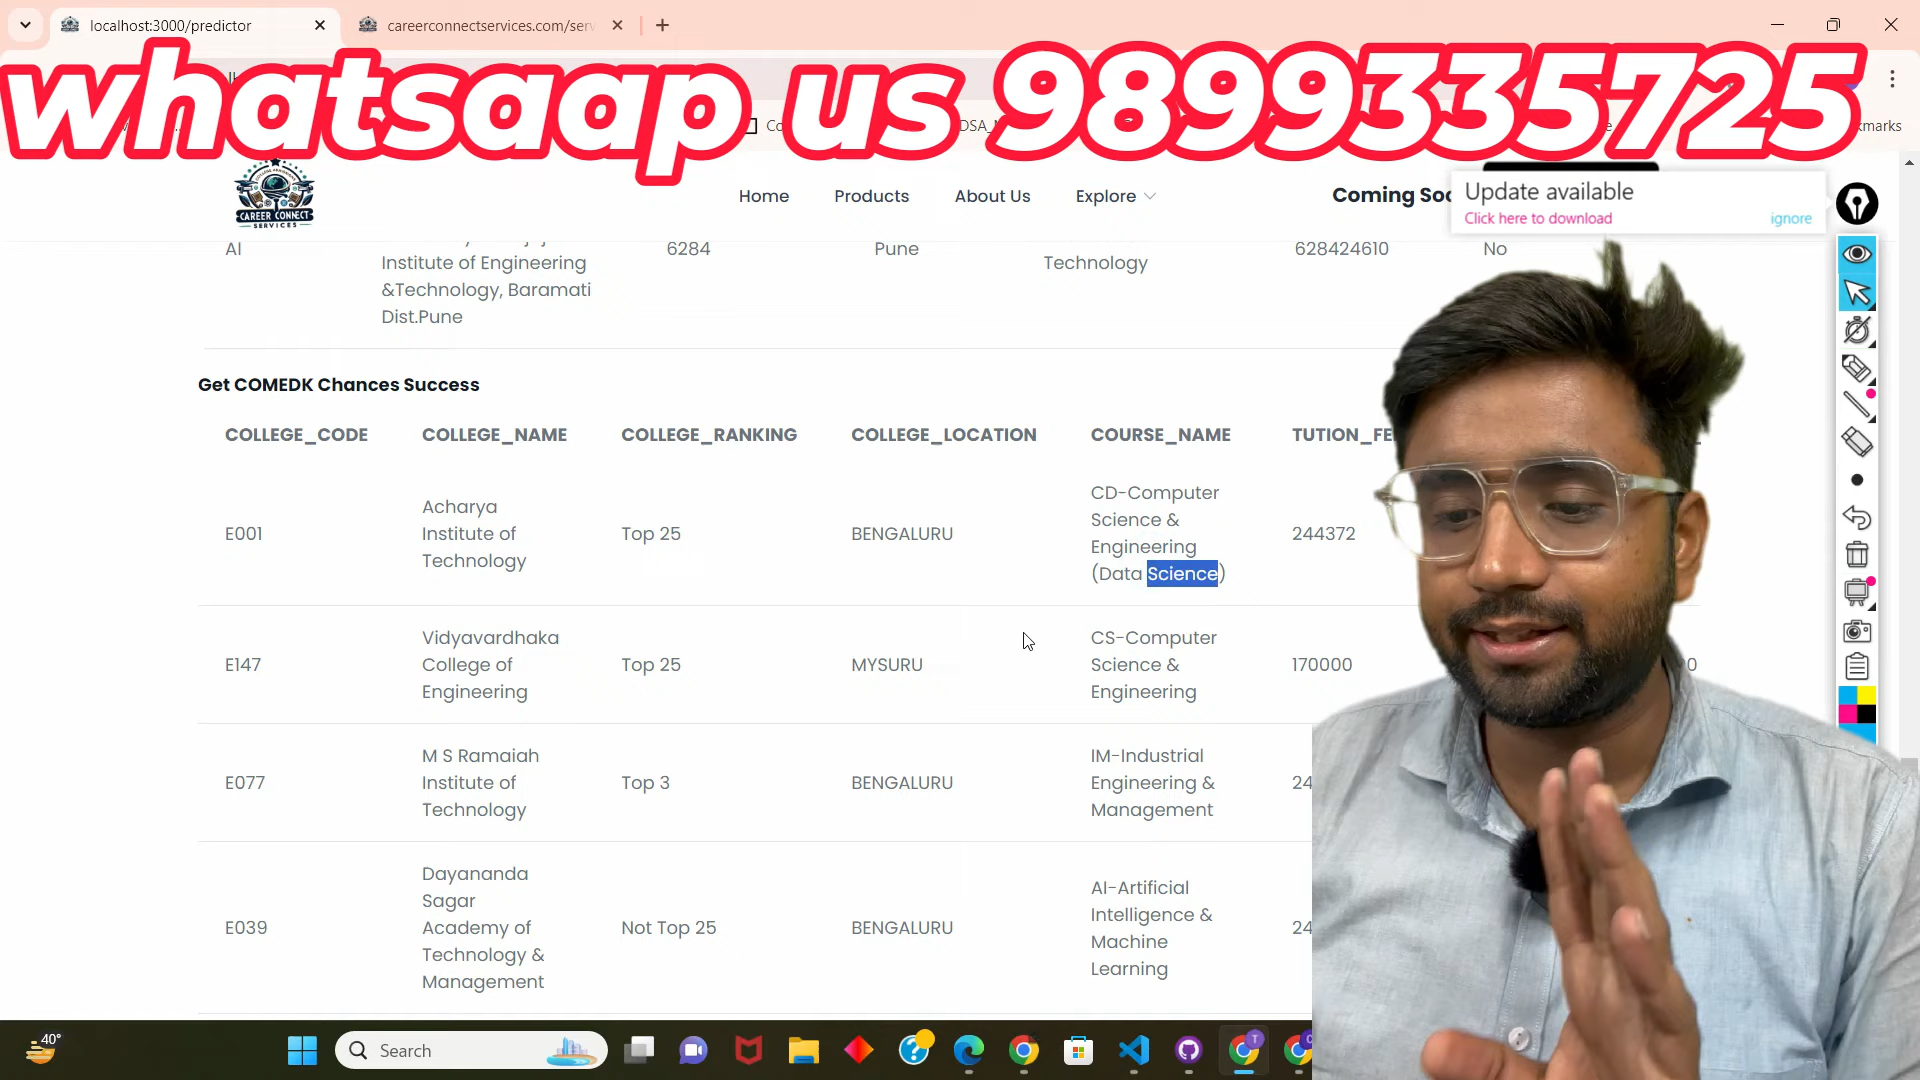 localhost:3000/predictor
careerconnectservices.com/serv
whatsaap us 9899335725
CAREER CONNECT
SERVICES
Home
Products
About Us
Explore
Coming Soo
Update available
Click here to download
ignore
AI
Institute of Engineering
&Technology, Baramati
Dist.Pune
6284
Pune
Technology
628424610
No
Get COMEDK Chances Success
COLLEGE_CODE COLLEGE_NAME COLLEGE_RANKING COLLEGE_LOCATION COURSE_NAME TUTION_FE
E001
Acharya
Institute of
Technology
Top 25
BENGALURU
CD-Computer
Science &
Engineering
(Data Science)
244372
E147
Vidyavardhaka
College of
Engineering
Top 25
MYSURU
CS-Computer
Science &
Engineering
170000
E077
M S Ramaiah
Institute of
Technology
Top 3
BENGALURU
IM-Industrial
Engineering &
Management
24
E039
Dayananda
Sagar
Academy of
Technology &
Management
Not Top 25
BENGALURU
AI-Artificial
Intelligence &
Machine
Learning
24
40°
Search